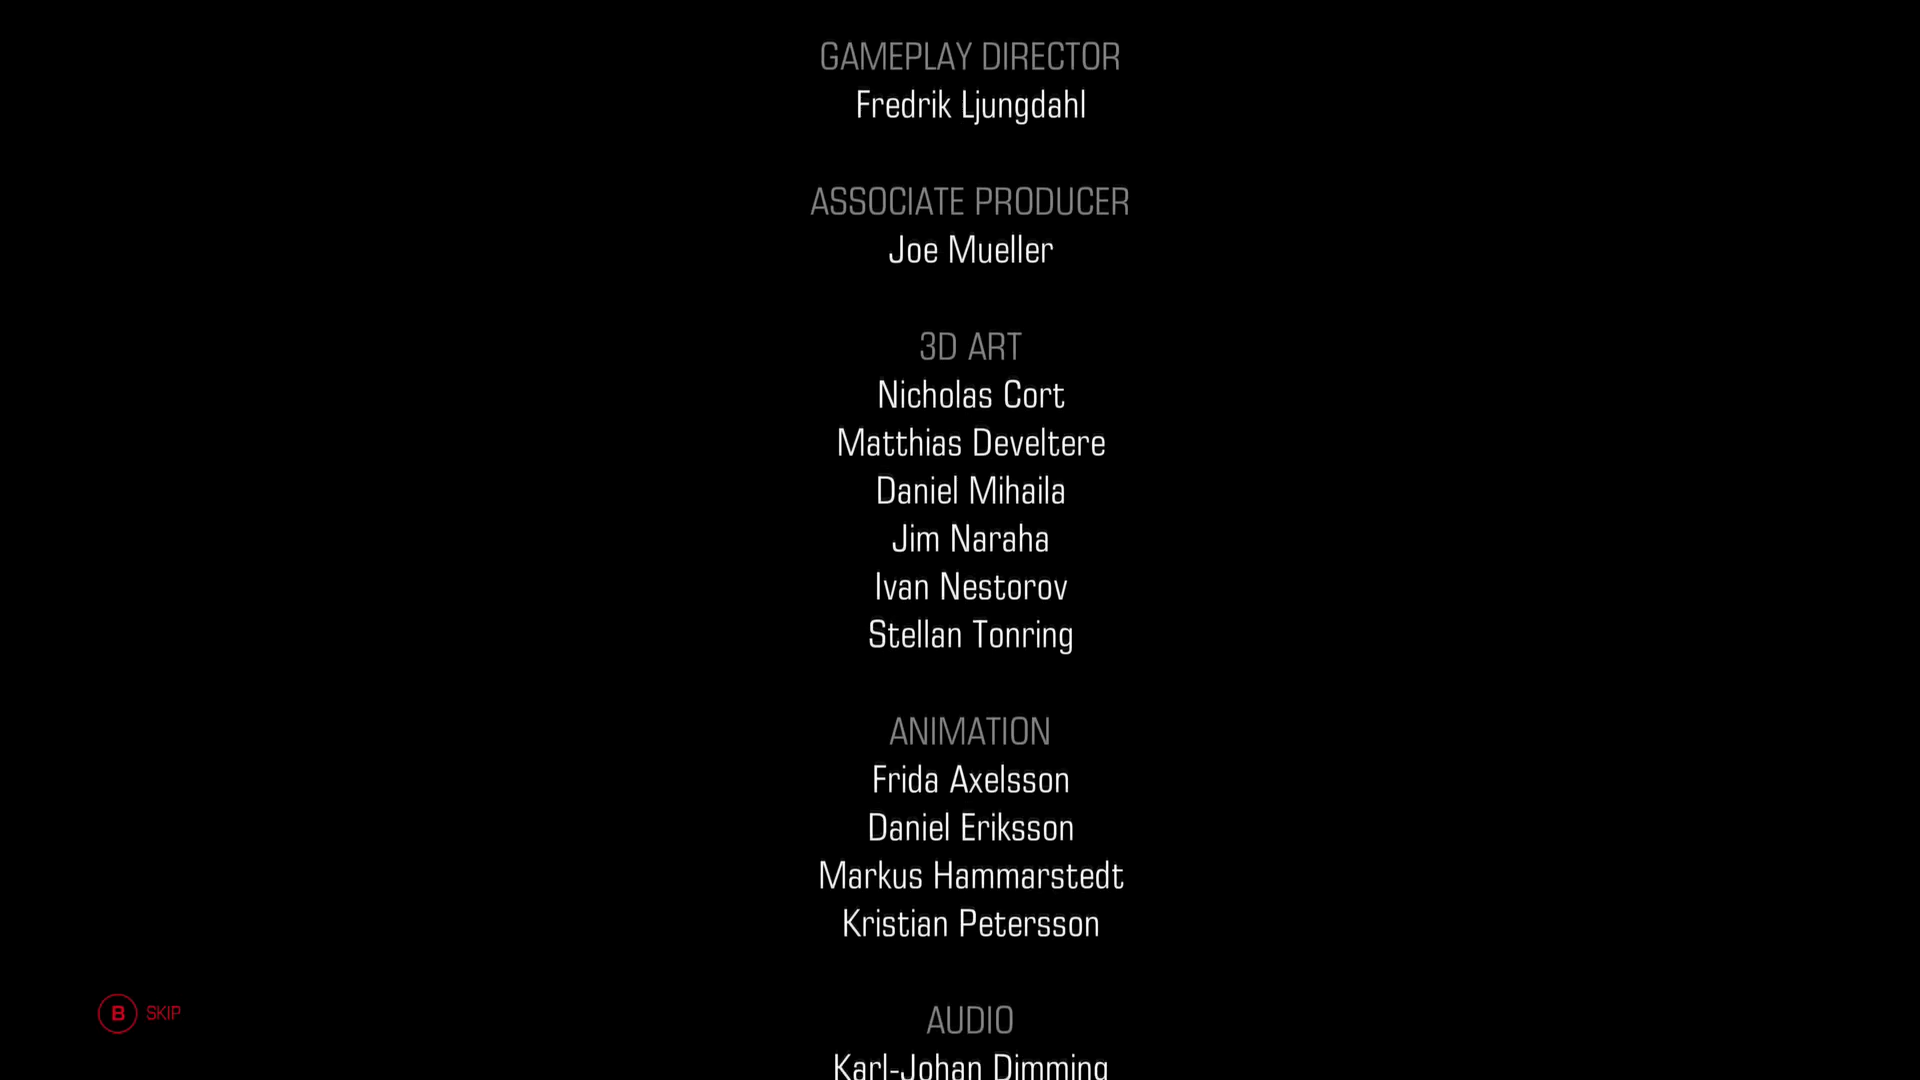 GAMEPLAY DIRECTOR
Fredrik Ljungdahl
ASSOCIATE PRODUCER
Joe Mueller
3D ART
Nicholas Cort
Matthias Develtere
Daniel Mihaila
Jim Naraha
Ivan Nestorov
Stellan Tonring
ANIMATION
Frida Axelsson
Daniel Eriksson
Markus Hammarstedt
Kristian Petersson
B SKIP
AUDIO
Karl-Johan Dimming